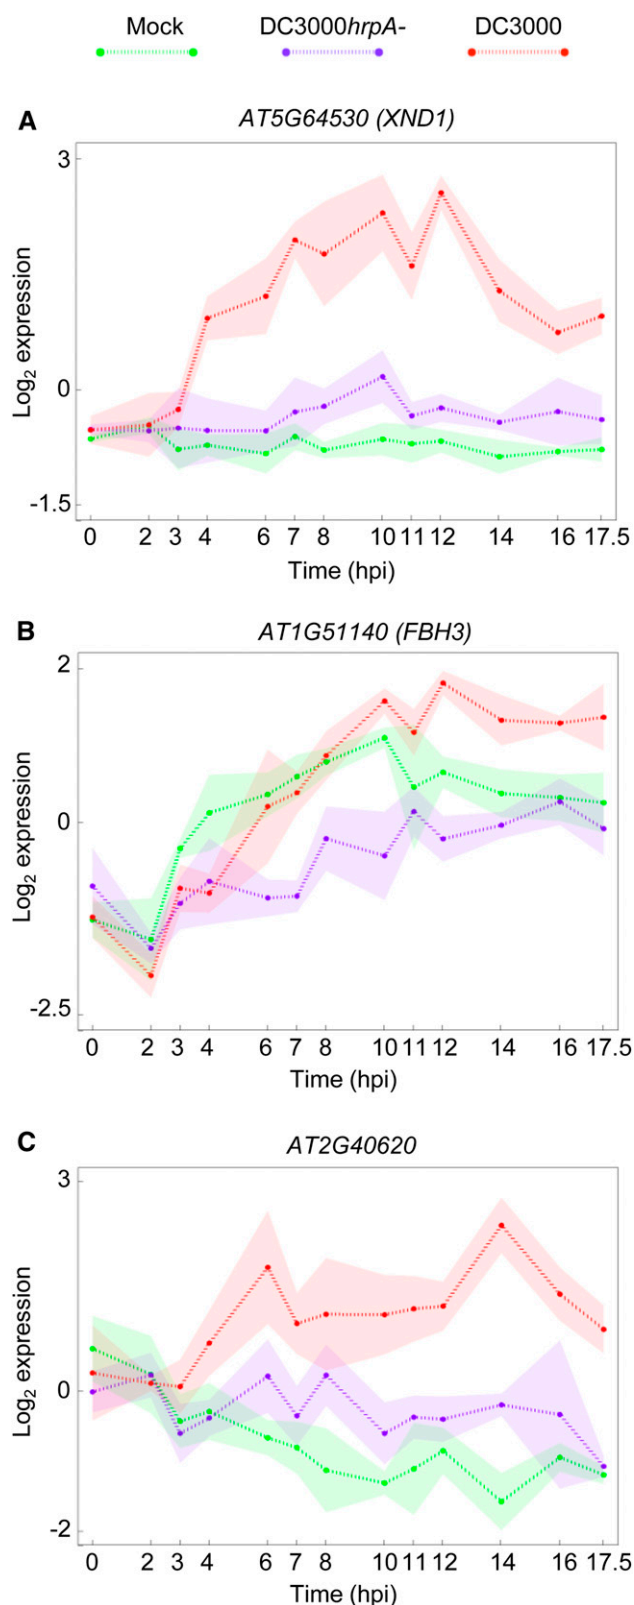 Mock DC3000hrpA- DC3000
A AT5G64530 (XND1)
3
0
-1.5
Log2 expression
0 2 3 4 6 7 8 10 11 12 14 16 17.5
Time (hpi)
B AT1G51140 (FBH3)
2
0
-2.5
Log2 expression
0 2 3 4 6 7 8 10 11 12 14 16 17.5
Time (hpi)
C AT2G40620
3
0
-2
Log2 expression
0 2 3 4 6 7 8 10 11 12 14 16 17.5
Time (hpi)